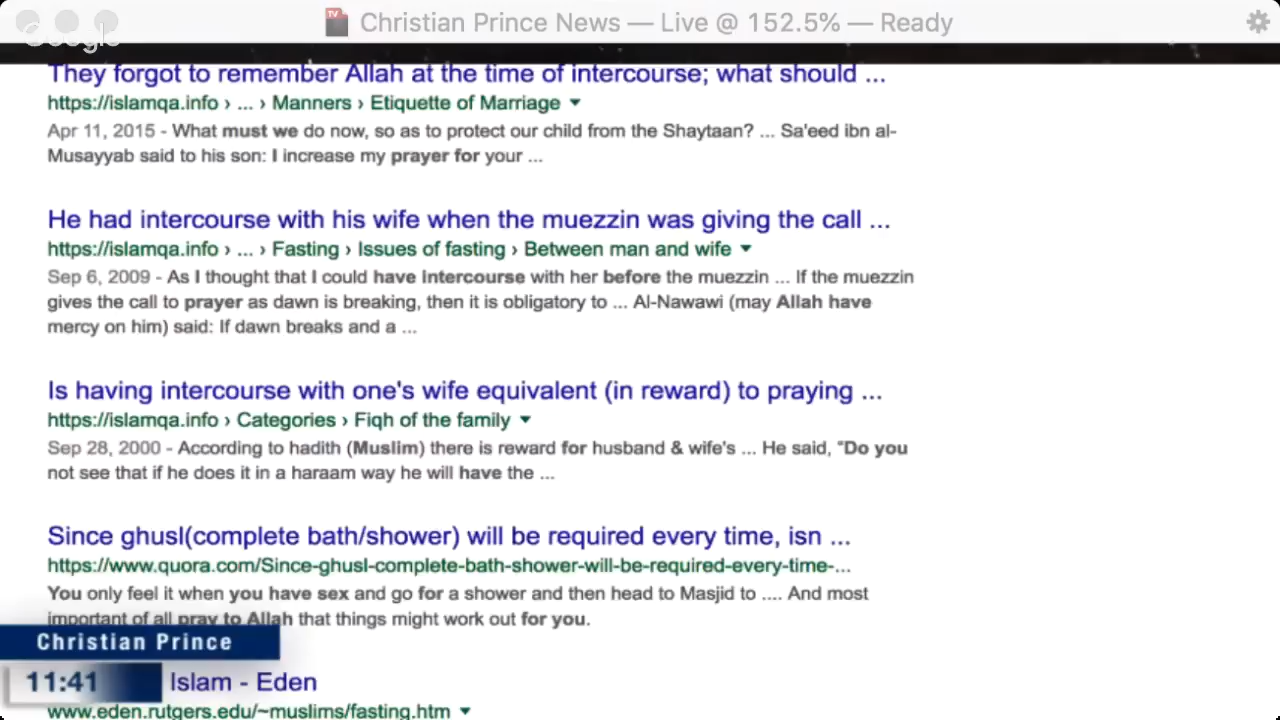 TV
Christian Prince News — Live @ 152.5% — Ready
Google
They forgot to remember Allah at the time of intercourse; what should ...
https://islamqa.info › ... › Manners › Etiquette of Marriage
Apr 11, 2015 - What must we do now, so as to protect our child from the Shaytaan? ... Sa'eed ibn al-
Musayyab said to his son: I increase my prayer for your ...
He had intercourse with his wife when the muezzin was giving the call ...
https://islamqa.info › ... › Fasting › Issues of fasting › Between man and wife
Sep 6, 2009 - As I thought that I could have intercourse with her before the muezzin ... If the muezzin
gives the call to prayer as dawn is breaking, then it is obligatory to ... Al-Nawawi (may Allah have
mercy on him) said: If dawn breaks and a ...
Is having intercourse with one's wife equivalent (in reward) to praying ...
https://islamqa.info › Categories › Fiqh of the family
Sep 28, 2000 - According to hadith (Muslim) there is reward for husband & wife's ... He said, "Do you
not see that if he does it in a haraam way he will have the ...
Since ghusl(complete bath/shower) will be required every time, isn ...
https://www.quora.com/Since-ghusl-complete-bath-shower-will-be-required-every-time-...
You only feel it when you have sex and go for a shower and then head to Masjid to .... And most
important of all pray to Allah that things might work out for you.
Christian Prince
11:41
Islam - Eden
www.eden.rutgers.edu/~muslims/fasting.htm